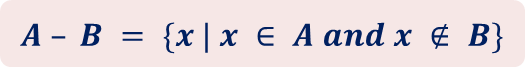 A – B = {x | x ∈ A and x ∉ B}